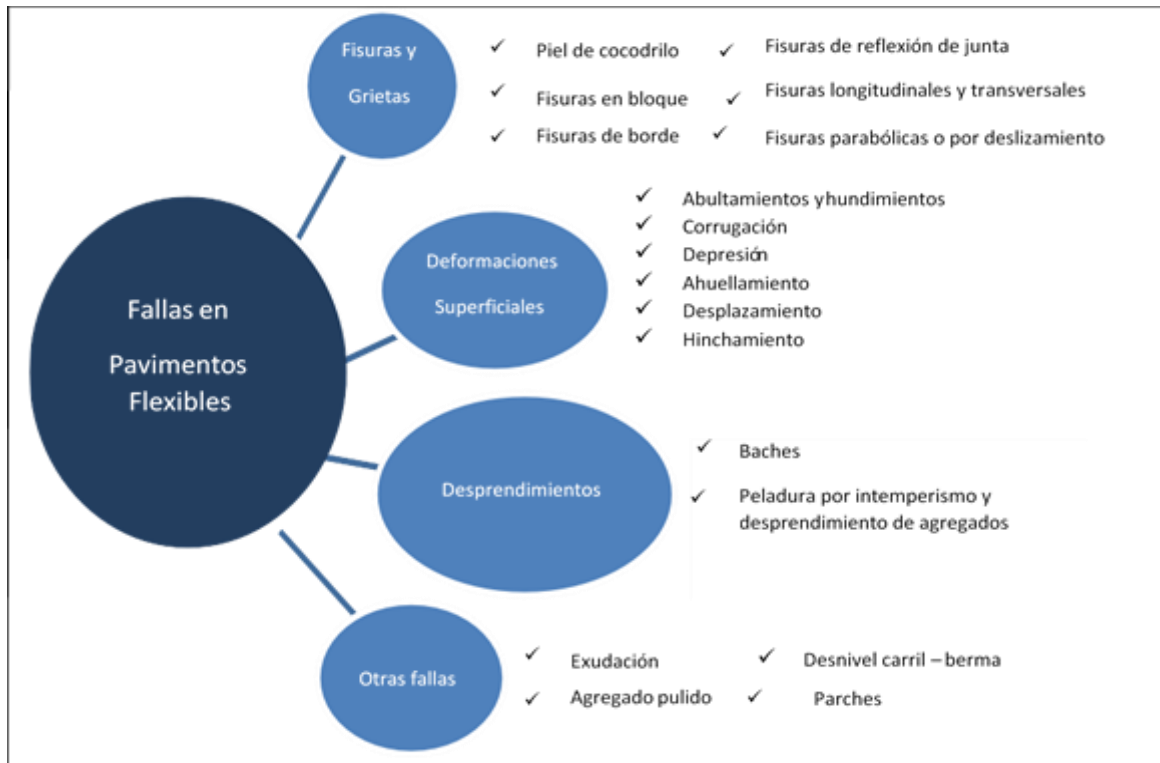 Fallas en
Pavimentos
Flexibles
Fisuras y
Grietas
✓ Piel de cocodrilo ✓ Fisuras de reflexión de junta
✓ Fisuras en bloque ✓ Fisuras longitudinales y transversales
✓ Fisuras de borde ✓ Fisuras parabólicas o por deslizamiento
Deformaciones
Superficiales
✓ Abultamientos yhundimientos
✓ Corrugación
✓ Depresión
✓ Ahuellamiento
✓ Desplazamiento
✓ Hinchamiento
Desprendimientos
✓ Baches
✓ Peladura por intemperismo y
desprendimiento de agregados
Otras fallas
✓ Exudación ✓ Desnivel carril – berma
✓ Agregado pulido ✓ Parches